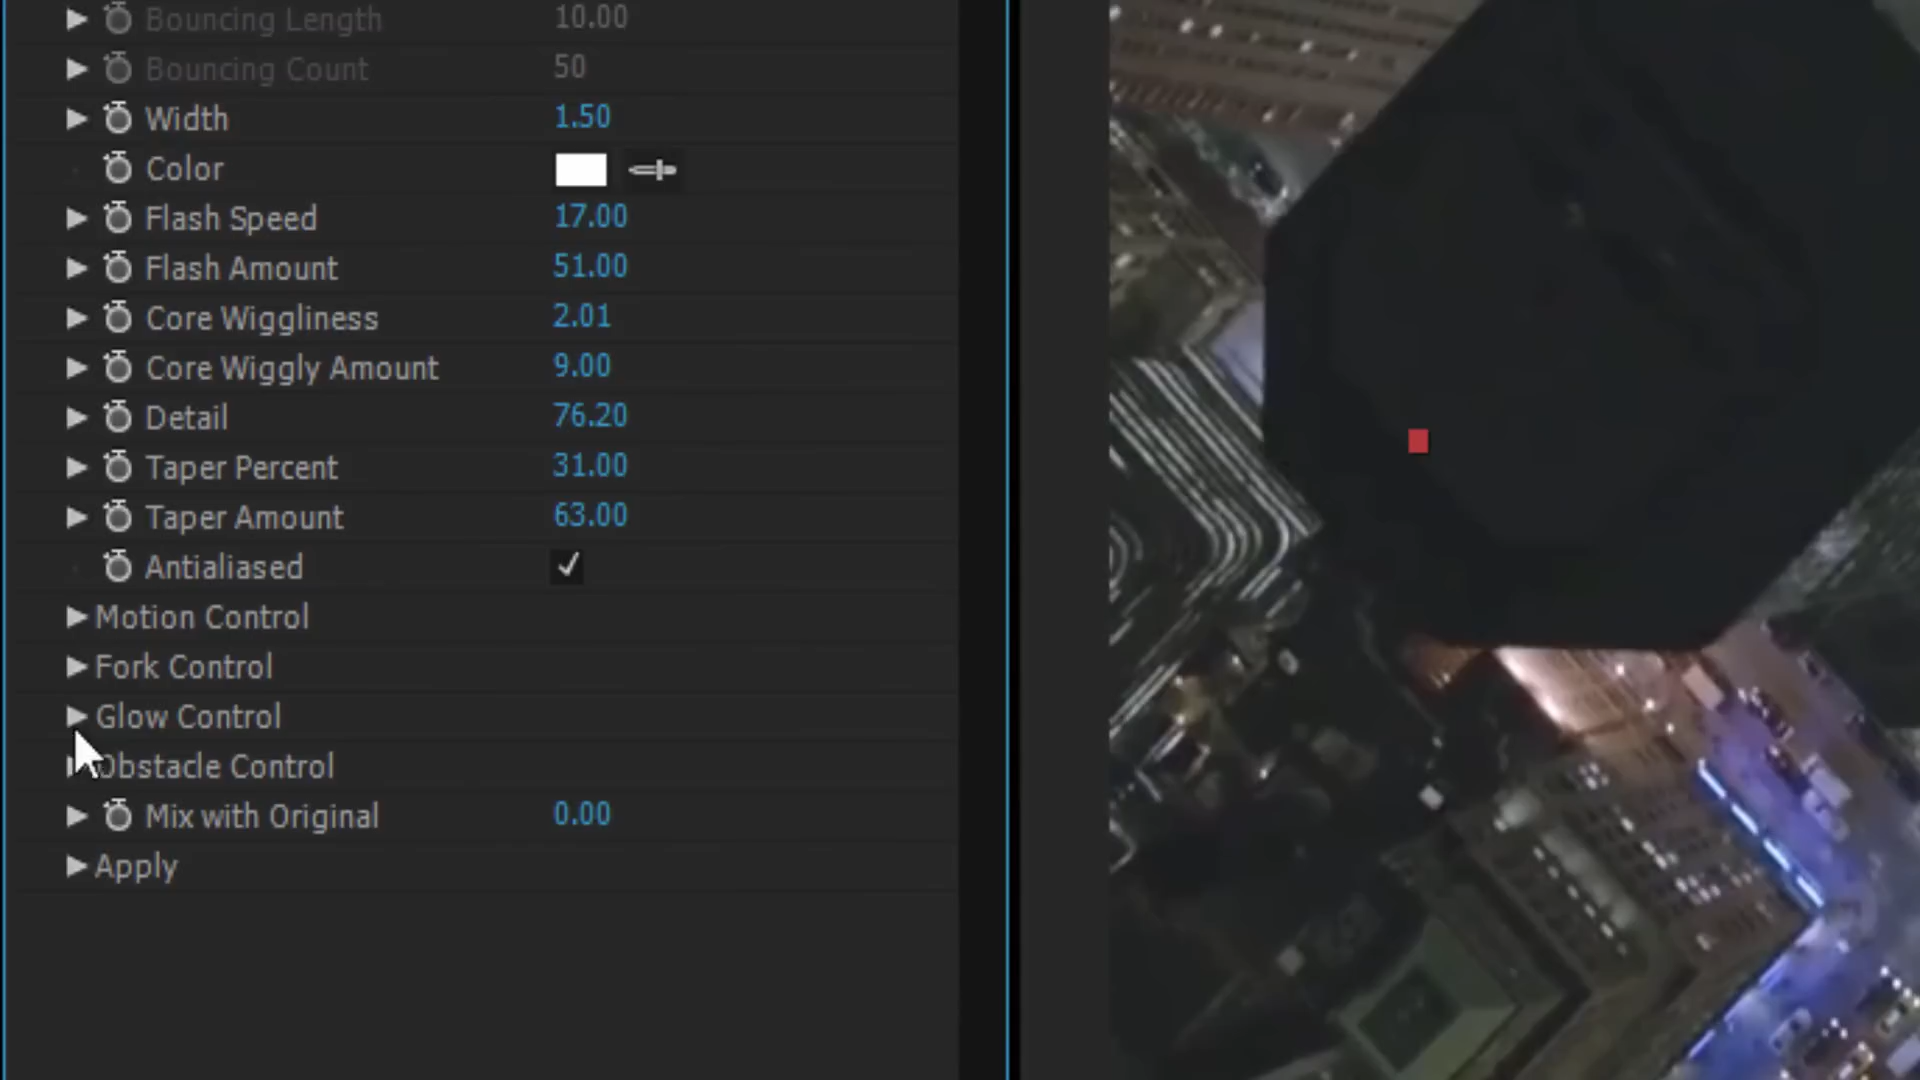 Bouncing Length 10.00
Bouncing Count 50
Width 1.50
Color
Flash Speed 17.00
Flash Amount 51.00
Core Wiggliness 2.01
Core Wiggly Amount 9.00
Detail 76.20
Taper Percent 31.00
Taper Amount 63.00
Antialiased
Motion Control
Fork Control
Glow Control
Obstacle Control
Mix with Original 0.00
Apply